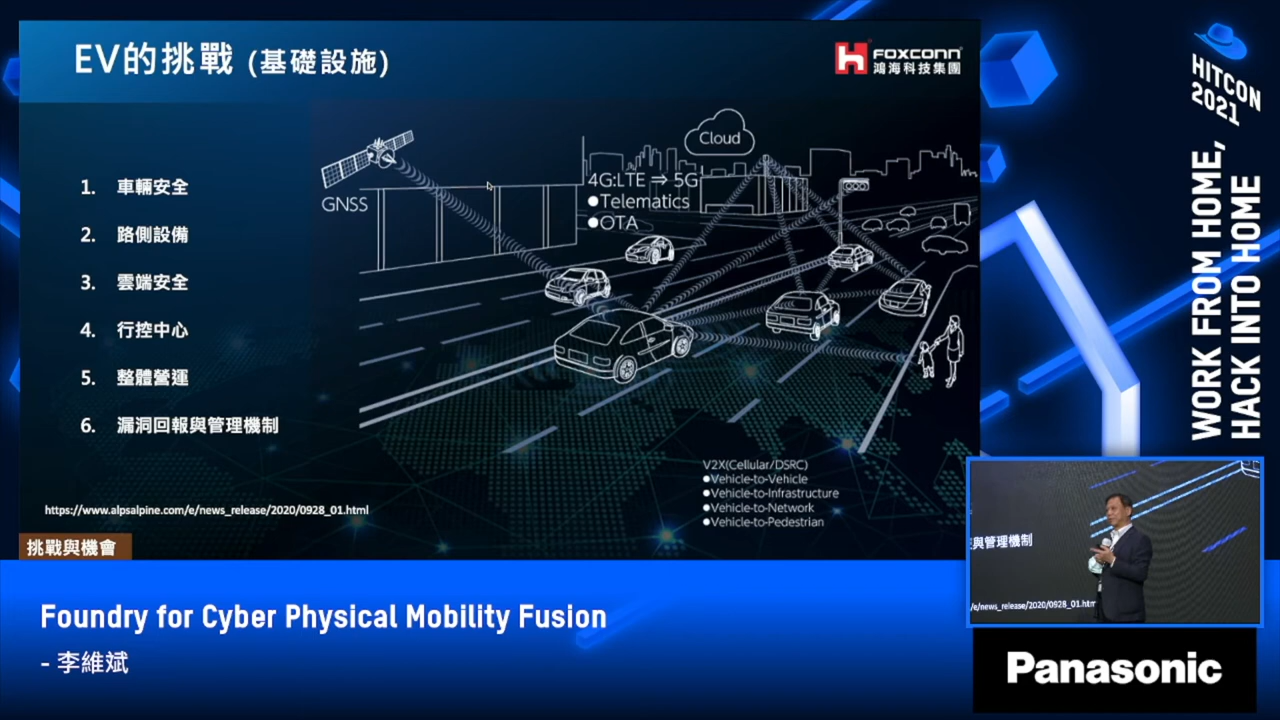 EV的挑戰 (基礎設施)
FOXCONN
鴻海科技集團
1. 車輛安全
2. 路側設備
3. 雲端安全
4. 行控中心
5. 整體營運
6. 漏洞回報與管理機制
GNSS
Cloud
4G:LTE ⇒ 5G
●Telematics
●OTA
V2X(Cellular/DSRC)
●Vehicle-to-Vehicle
●Vehicle-to-Infrastructure
●Vehicle-to-Network
●Vehicle-to-Pedestrian
https://www.alpsalpine.com/e/news_release/2020/0928_01.html
挑戰與機會
HITCON
2021
WORK FROM HOME,
HACK INTO HOME
與管理機制
/e/news_release/2020/0928_01.htm
Foundry for Cyber Physical Mobility Fusion
- 李維斌
Panasonic